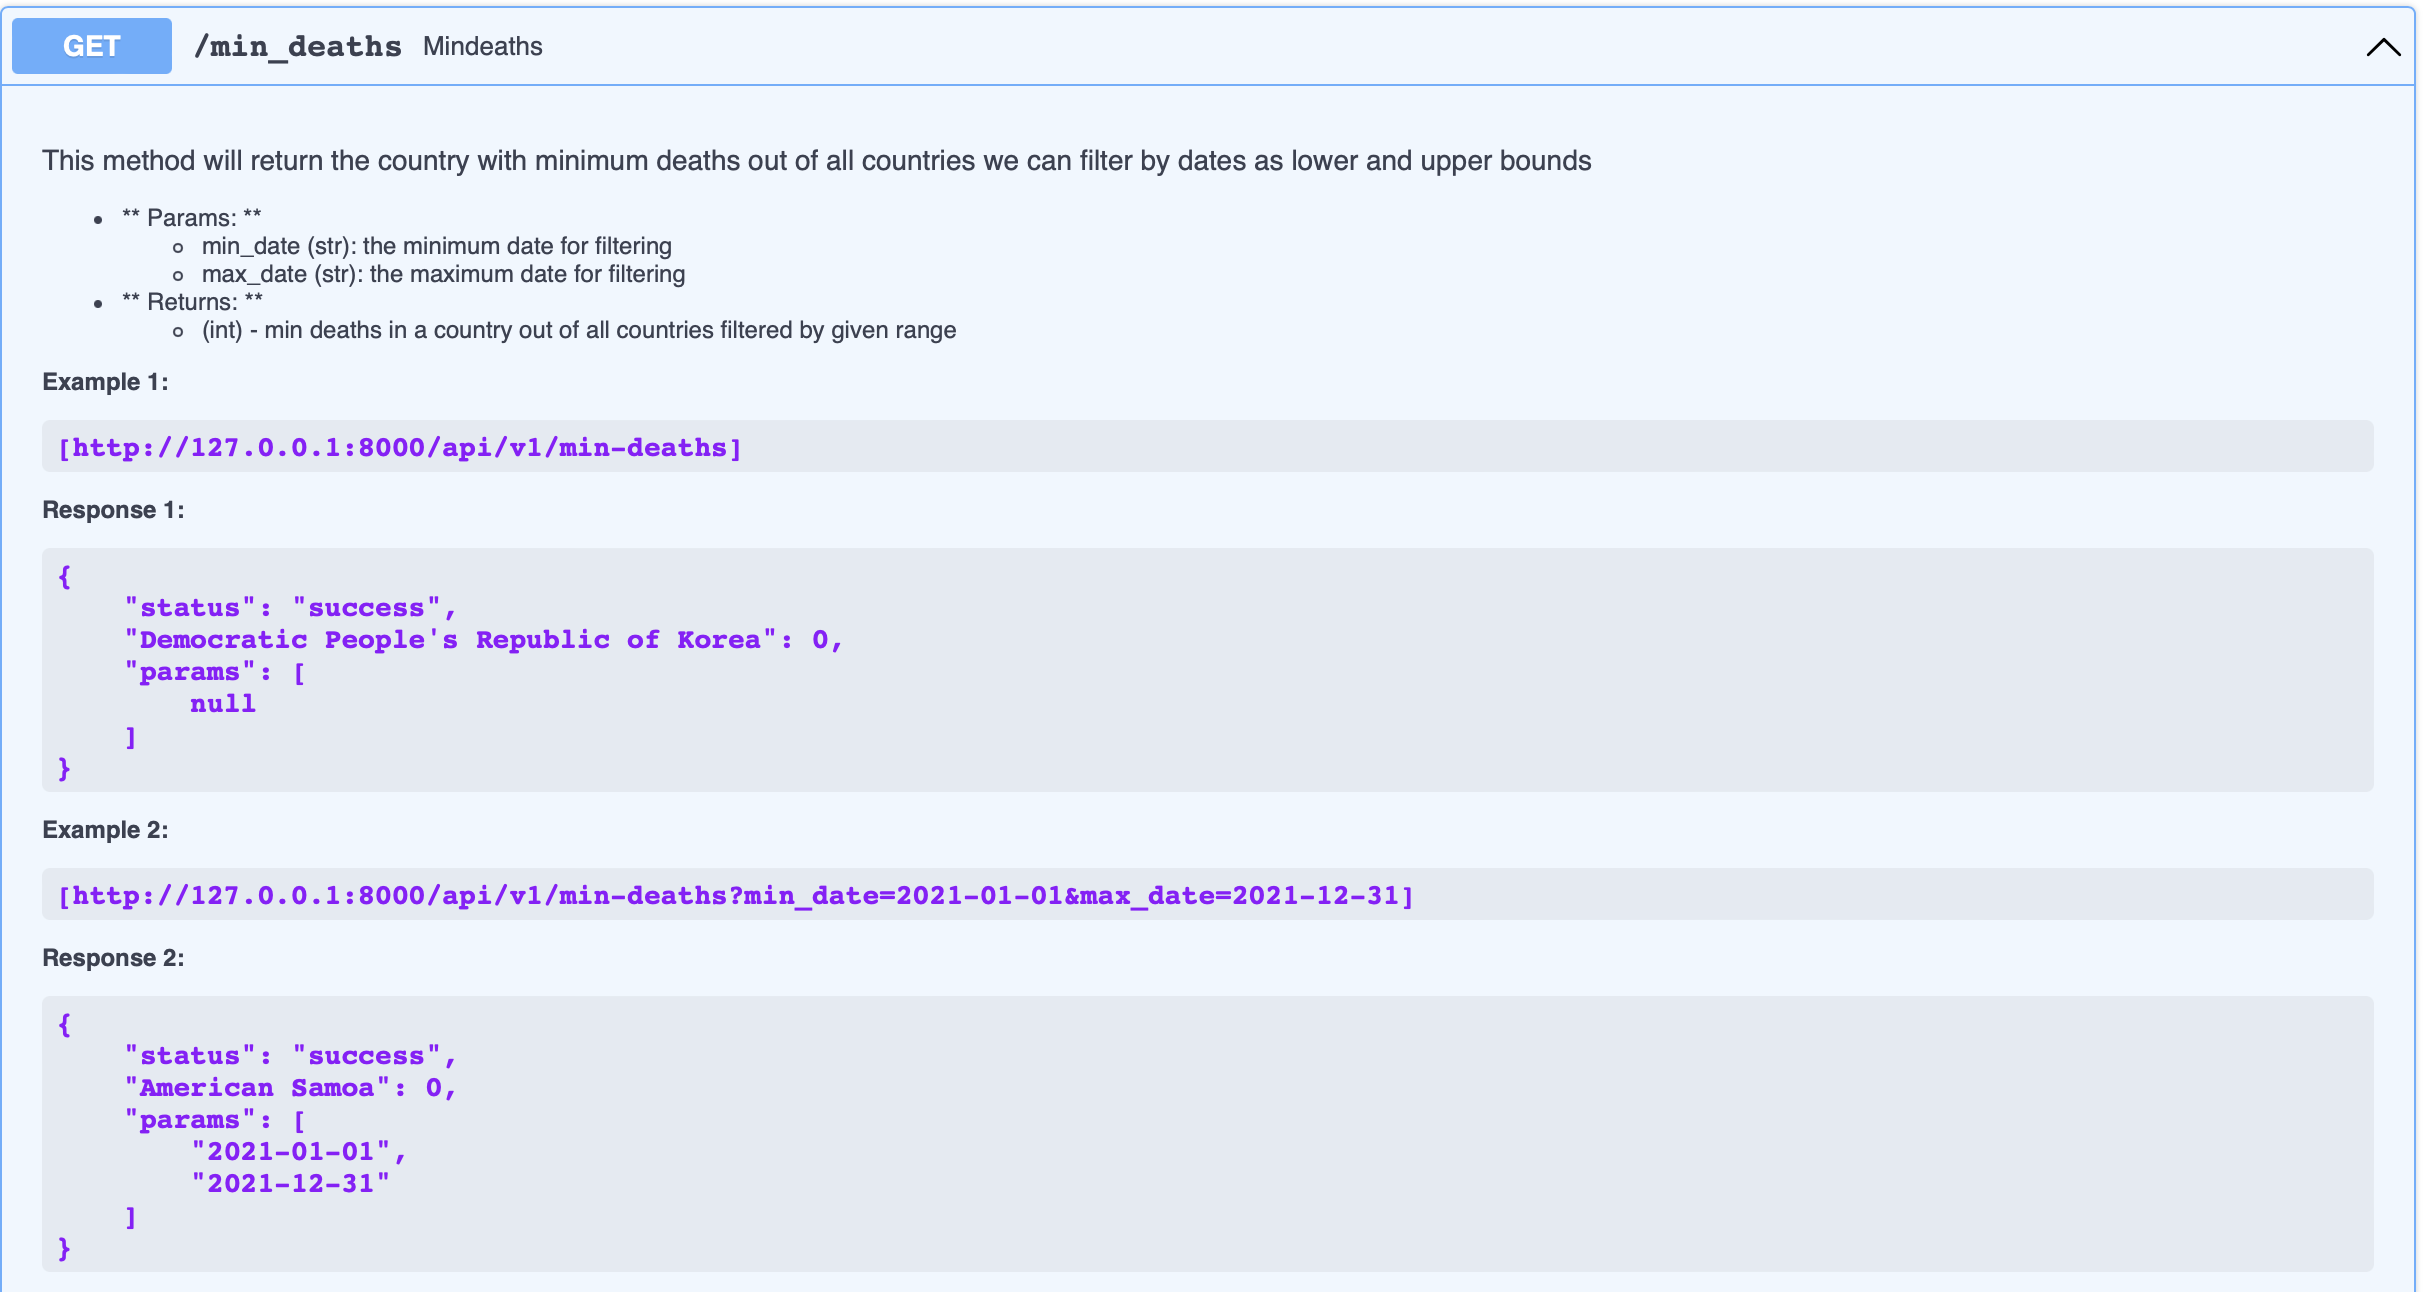 GET /min_deaths Mindeaths
This method will return the country with minimum deaths out of all countries we can filter by dates as lower and upper bounds
** Params: **
min_date (str): the minimum date for filtering
max_date (str): the maximum date for filtering
** Returns: **
(int) - min deaths in a country out of all countries filtered by given range
Example 1:
[http://127.0.0.1:8000/api/v1/min-deaths]
Response 1:
{
"status": "success",
"Democratic People's Republic of Korea": 0,
"params": [
null
]
}
Example 2:
[http://127.0.0.1:8000/api/v1/min-deaths?min_date=2021-01-01&max_date=2021-12-31]
Response 2:
{
"status": "success",
"American Samoa": 0,
"params": [
"2021-01-01",
"2021-12-31"
]
}